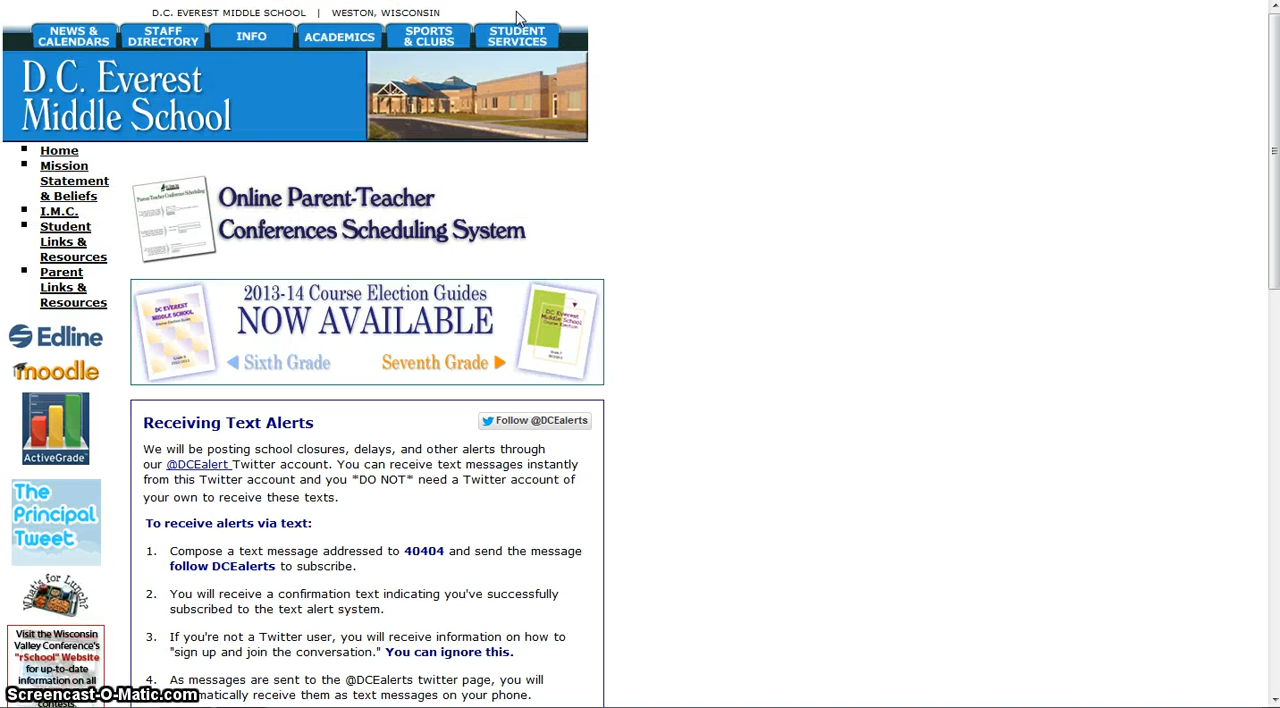 D.C. EVEREST MIDDLE SCHOOL | WESTON, WISCONSIN
NEWS &
CALENDARS
STAFF
DIRECTORY
INFO
ACADEMICS
SPORTS
& CLUBS
STUDENT
SERVICES
D.C. Everest
Middle School
Home
Mission
Statement
& Beliefs
I.M.C.
Student
Links &
Resources
Parent
Links &
Resources
Edline
moodle
ActiveGrade
The
Principal
Tweet
What's for Lunch?
Visit the Wisconsin
Valley Conference's
"rSchool" Website
for up-to-date
information on all
contests.
Online Parent-Teacher
Conferences Scheduling System
2013-14 Course Election Guides
NOW AVAILABLE
Sixth Grade
Seventh Grade
DC EVEREST
MIDDLE SCHOOL
Receiving Text Alerts
Follow @DCEalerts
We will be posting school closures, delays, and other alerts through
our @DCEalert Twitter account. You can receive text messages instantly
from this Twitter account and you *DO NOT* need a Twitter account of
your own to receive these texts.
To receive alerts via text:
1. Compose a text message addressed to 40404 and send the message
follow DCEalerts to subscribe.
2. You will receive a confirmation text indicating you've successfully
subscribed to the text alert system.
3. If you're not a Twitter user, you will receive information on how to
"sign up and join the conversation." You can ignore this.
4. As messages are sent to the @DCEalerts twitter page, you will
matically receive them as text messages on your phone.
Screencast-O-Matic.com